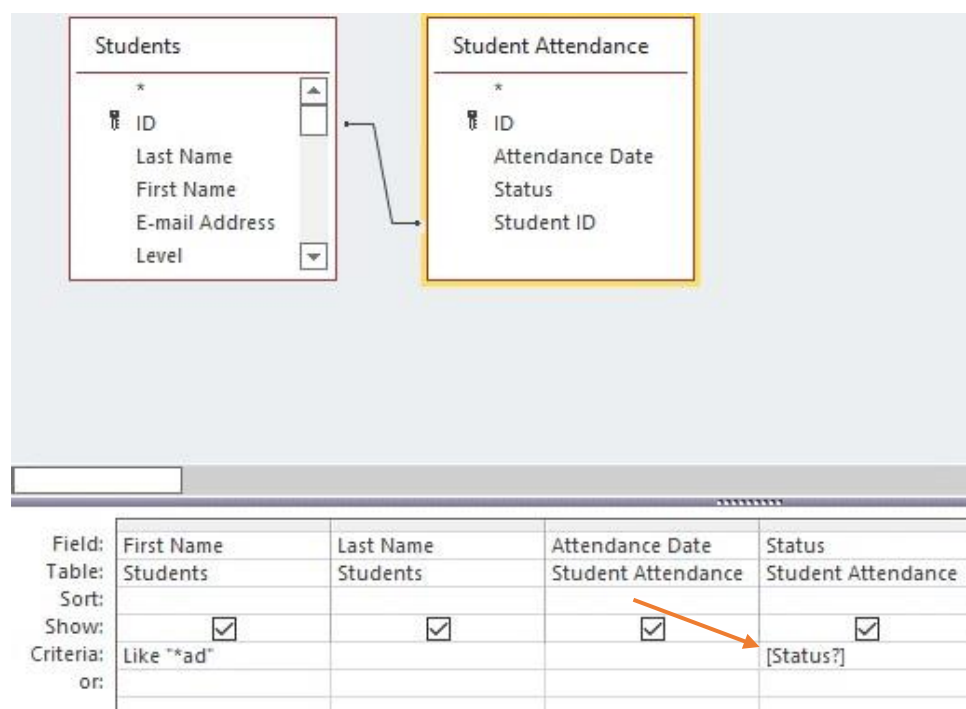 Students
*
ID
Last Name
First Name
E-mail Address
Level
Student Attendance
*
ID
Attendance Date
Status
Student ID
Field: First Name Last Name Attendance Date Status
Table: Students Students Student Attendance Student Attendance
Sort:
Show:
Criteria: Like "*ad" [Status?]
or: